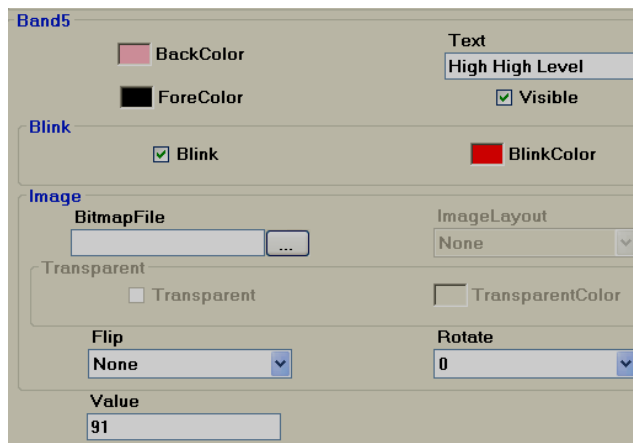 Band5
BackColor
Text
High High Level
ForeColor
Visible
Blink
Blink
BlinkColor
Image
BitmapFile
ImageLayout
...
None
Transparent
Transparent
TransparentColor
Flip
Rotate
None
0
Value
91